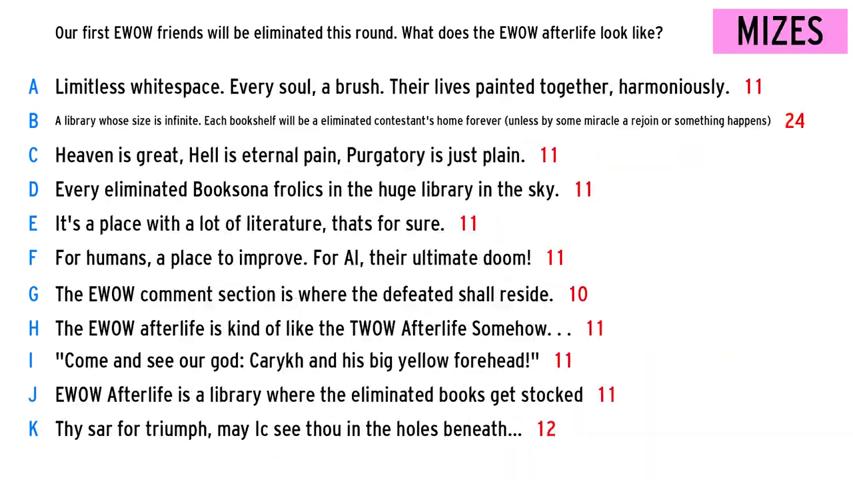 Our first EWOW friends will be eliminated this round. What does the EWOW afterlife look like?
MIZES
A Limitless whitespace. Every soul, a brush. Their lives painted together, harmoniously. 11
B A library whose size is infinite. Each bookshelf will be a eliminated contestant's home forever (unless by some miracle a rejoin or something happens) 24
C Heaven is great, Hell is eternal pain, Purgatory is just plain. 11
D Every eliminated Booksona frolics in the huge library in the sky. 11
E It's a place with a lot of literature, thats for sure. 11
F For humans, a place to improve. For AI, their ultimate doom! 11
G The EWOW comment section is where the defeated shall reside. 10
H The EWOW afterlife is kind of like the TWOW Afterlife Somehow. . . 11
I "Come and see our god: Carykh and his big yellow forehead!" 11
J EWOW Afterlife is a library where the eliminated books get stocked 11
K Thy sar for triumph, may Ic see thou in the holes beneath... 12